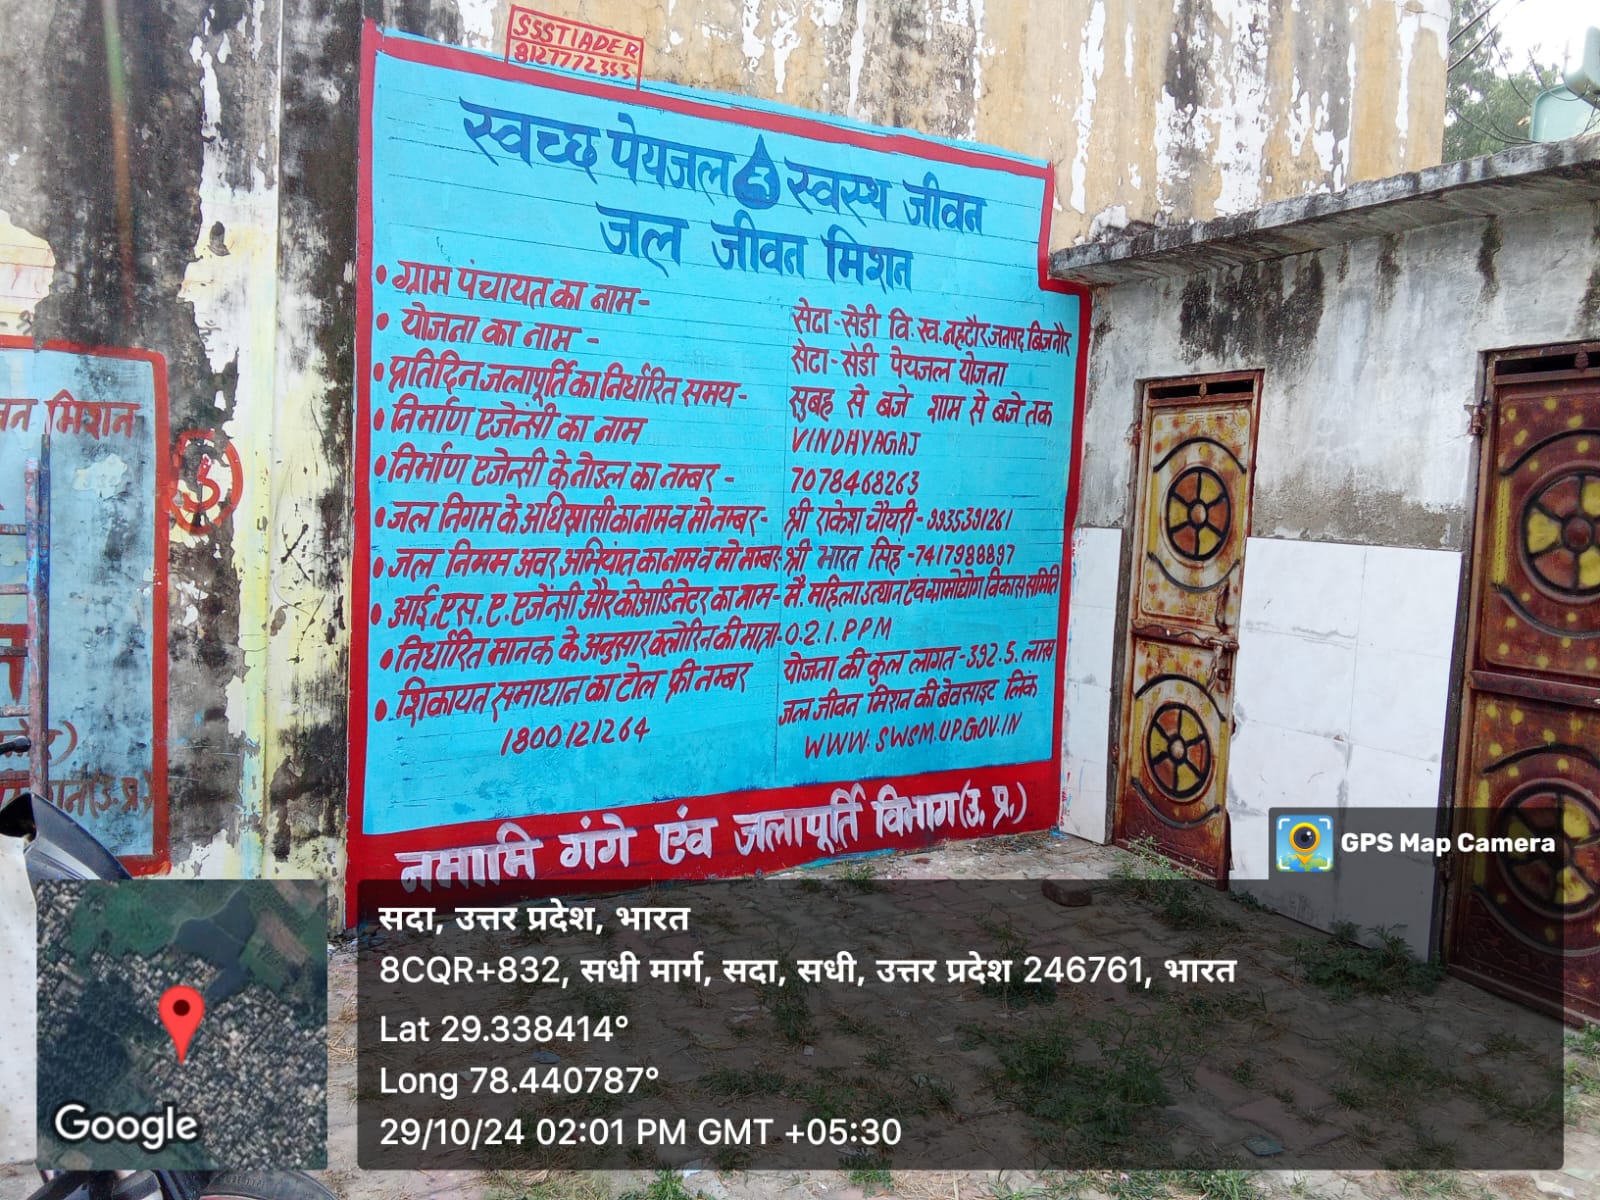 SSSTIADER
8127772353
स्वच्छ पेयजल स्वस्थ जीवन
जल जीवन मिशन
• ग्राम पंचायत का नाम - सेटा-सेडी वि. ख. नहटौर जनपद बिजनौर
• योजना का नाम - सेटा-सेडी पेयजल योजना
• प्रतिदिन जलापूर्ति का निर्धारित समय - सुबह से बजे शाम से बजे तक
• निर्माण एजेन्सी का नाम VINDHYAGAJ
• निर्माण एजेन्सी के नोडल का नम्बर - 7078468263
• जल निगम के अधि का नाम व मो नम्बर - श्री राकेश चौधरी - 9935391261
• जल निगम अवर अभियंता का नाम व मो नम्बर - श्री भारत सिहं - 7417988897
• आई.एस.ए. एजेंन्सी और कोआर्डिनेटर का नाम - मै. महिला उत्थान एंव ग्रामोद्योग विकास समिति
• निर्धारित मानक के अनुसार क्लोरिन की मात्रा - 0.2.1.PPM
• शिकायत समाधान का टोल फ्री नम्बर योजना की कुल लागत - 392.5. लाख
1800121264 जल जीवन मिशन की बेवसाइट लिंक
WWW.SWSM.UP.GOV.IN
नमामि गंगे एंव जलापूर्ति विभाग (उ. प्र.)
वन मिशन
3
(उ.प्र.)
GPS Map Camera
सदा, उत्तर प्रदेश, भारत
8CQR+832, सधी मार्ग, सदा, सधी, उत्तर प्रदेश 246761, भारत
Lat 29.338414°
Long 78.440787°
29/10/24 02:01 PM GMT +05:30
Google